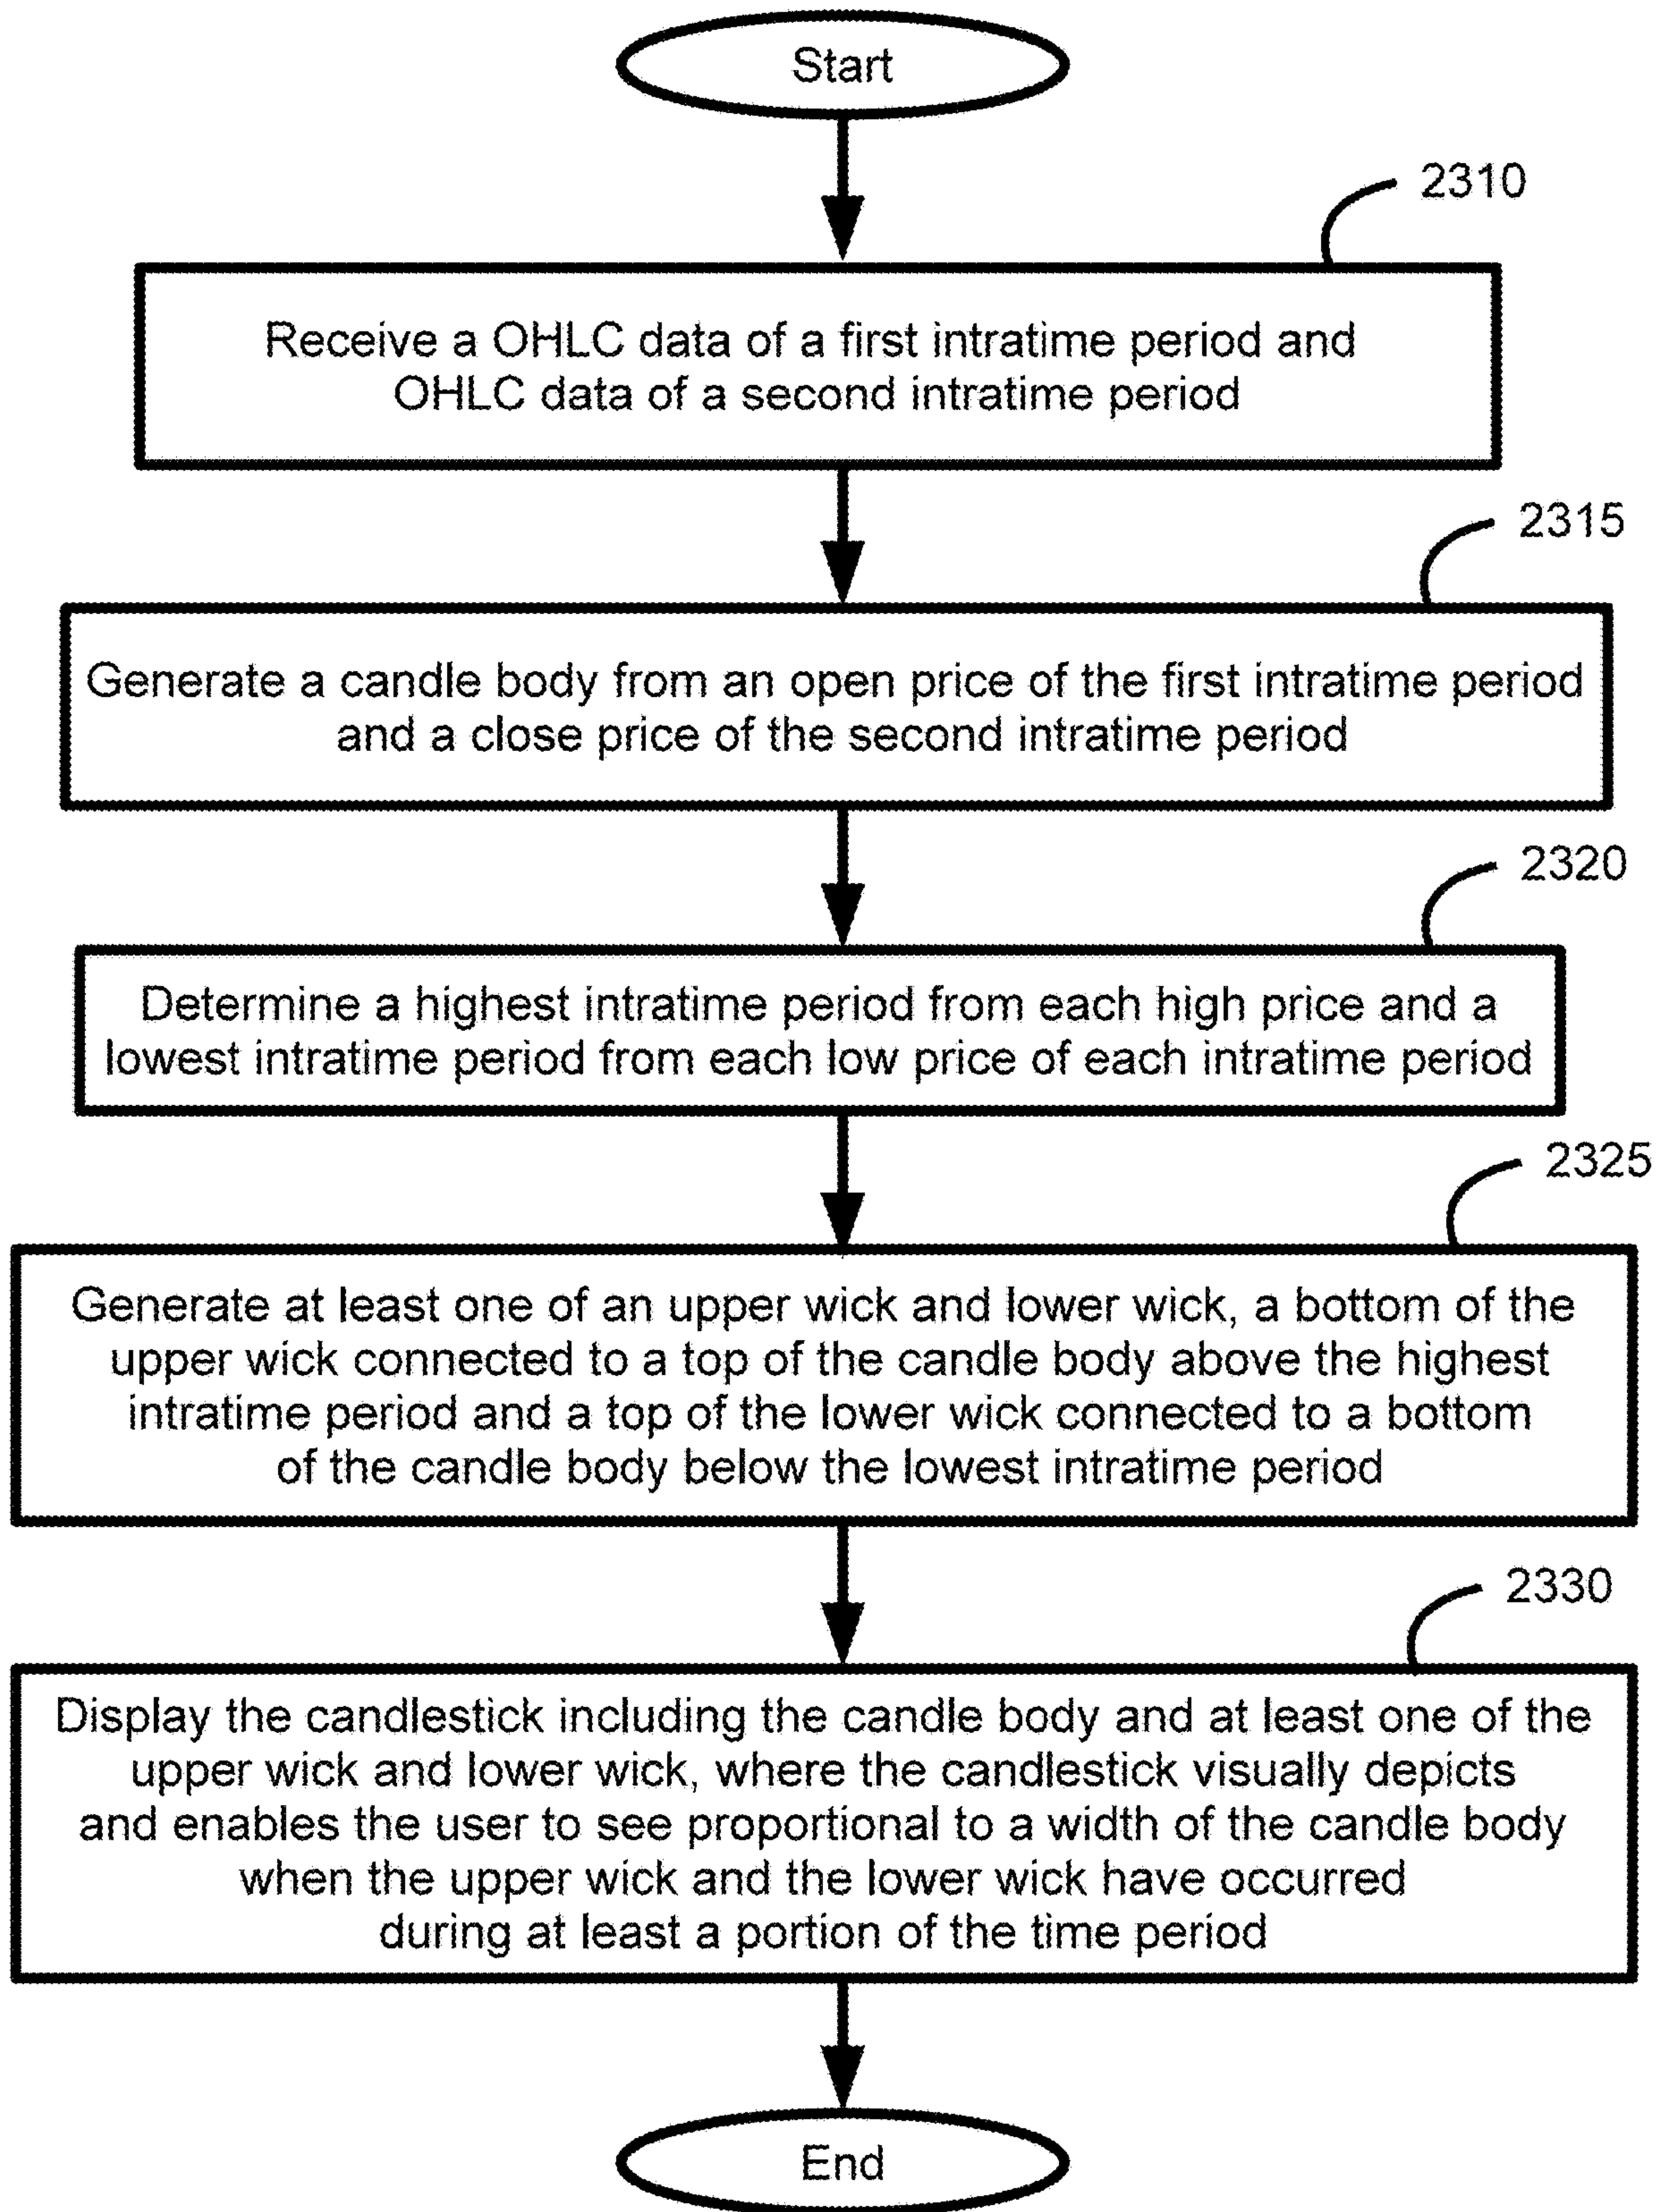 Start
2310
Receive a OHLC data of a first intratime period and
OHLC data of a second intratime period
2315
Generate a candle body from an open price of the first intratime period
and a close price of the second intratime period
2320
Determine a highest intratime period from each high price and a
lowest intratime period from each low price of each intratime period
2325
Generate at least one of an upper wick and lower wick, a bottom of the
upper wick connected to a top of the candle body above the highest
intratime period and a top of the lower wick connected to a bottom
of the candle body below the lowest intratime period
2330
Display the candlestick including the candle body and at least one of the
upper wick and lower wick, where the candlestick visually depicts
and enables the user to see proportional to a width of the candle body
when the upper wick and the lower wick have occurred
during at least a portion of the time period
End